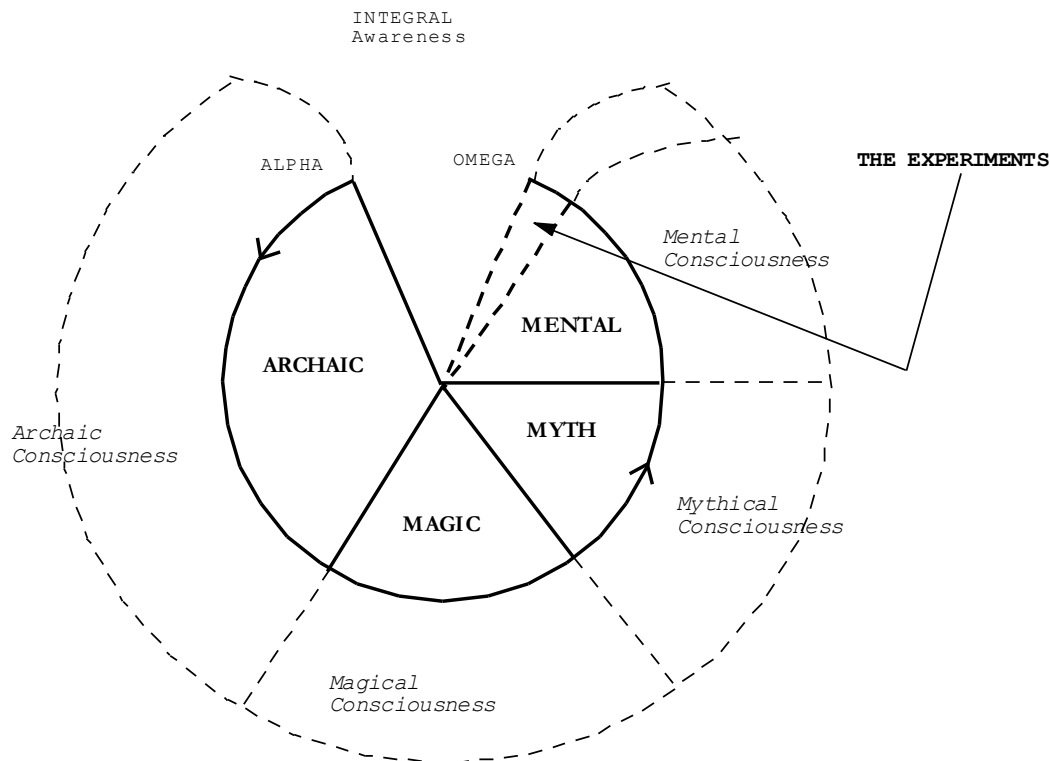 INTEGRAL
Awareness
ALPHA
OMEGA
THE EXPERIMENTS
Mental
Consciousness
MENTAL
ARCHAIC
MYTH
Archaic
Consciousness
MAGIC
Mythical
Consciousness
Magical
Consciousness